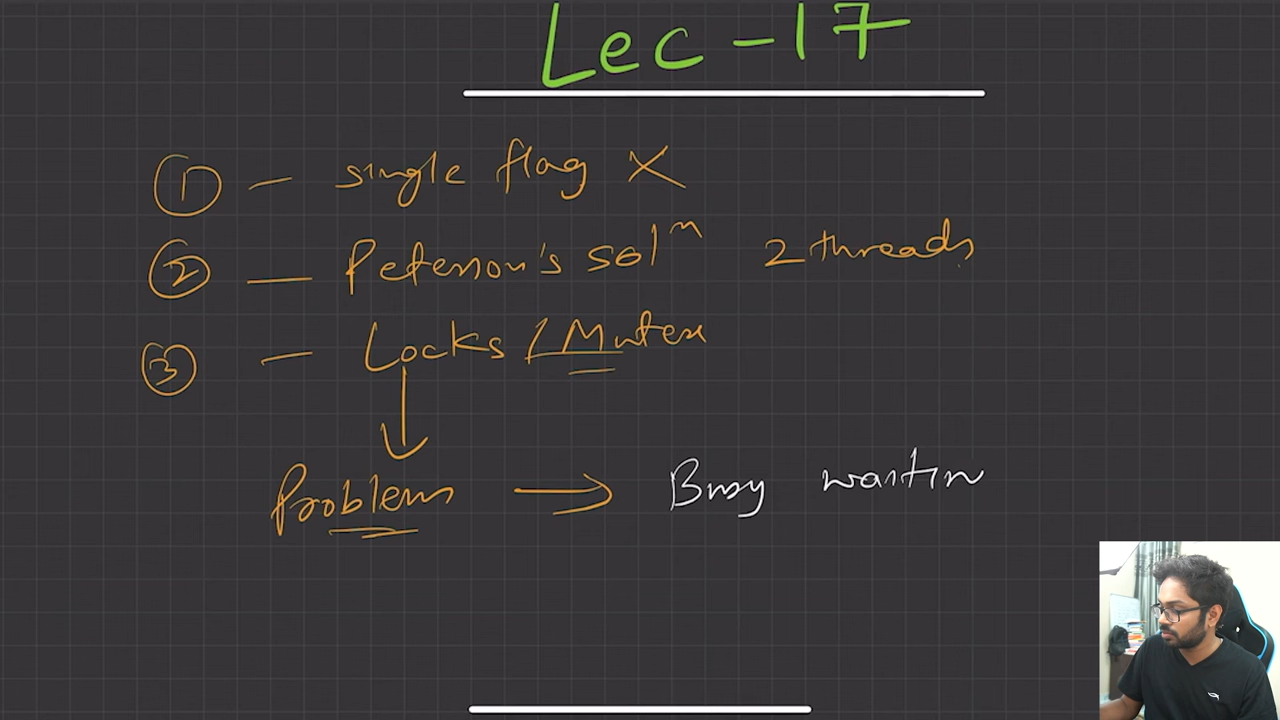 Lec-17
① - single flag X
② - Peterson's solⁿ 2 threads
③ - Locks / Mutex
Problems → Busy waitin